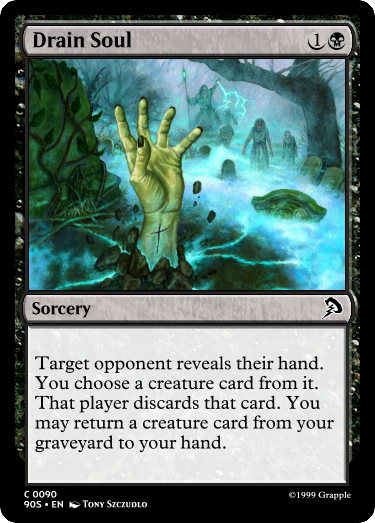 Drain Soul 1
Sorcery
Target opponent reveals their hand.
You choose a creature card from it.
That player discards that card. You
may return a creature card from your
graveyard to your hand.
C 0090
90S • EN Tony Szczudlo
©1999 Grapple